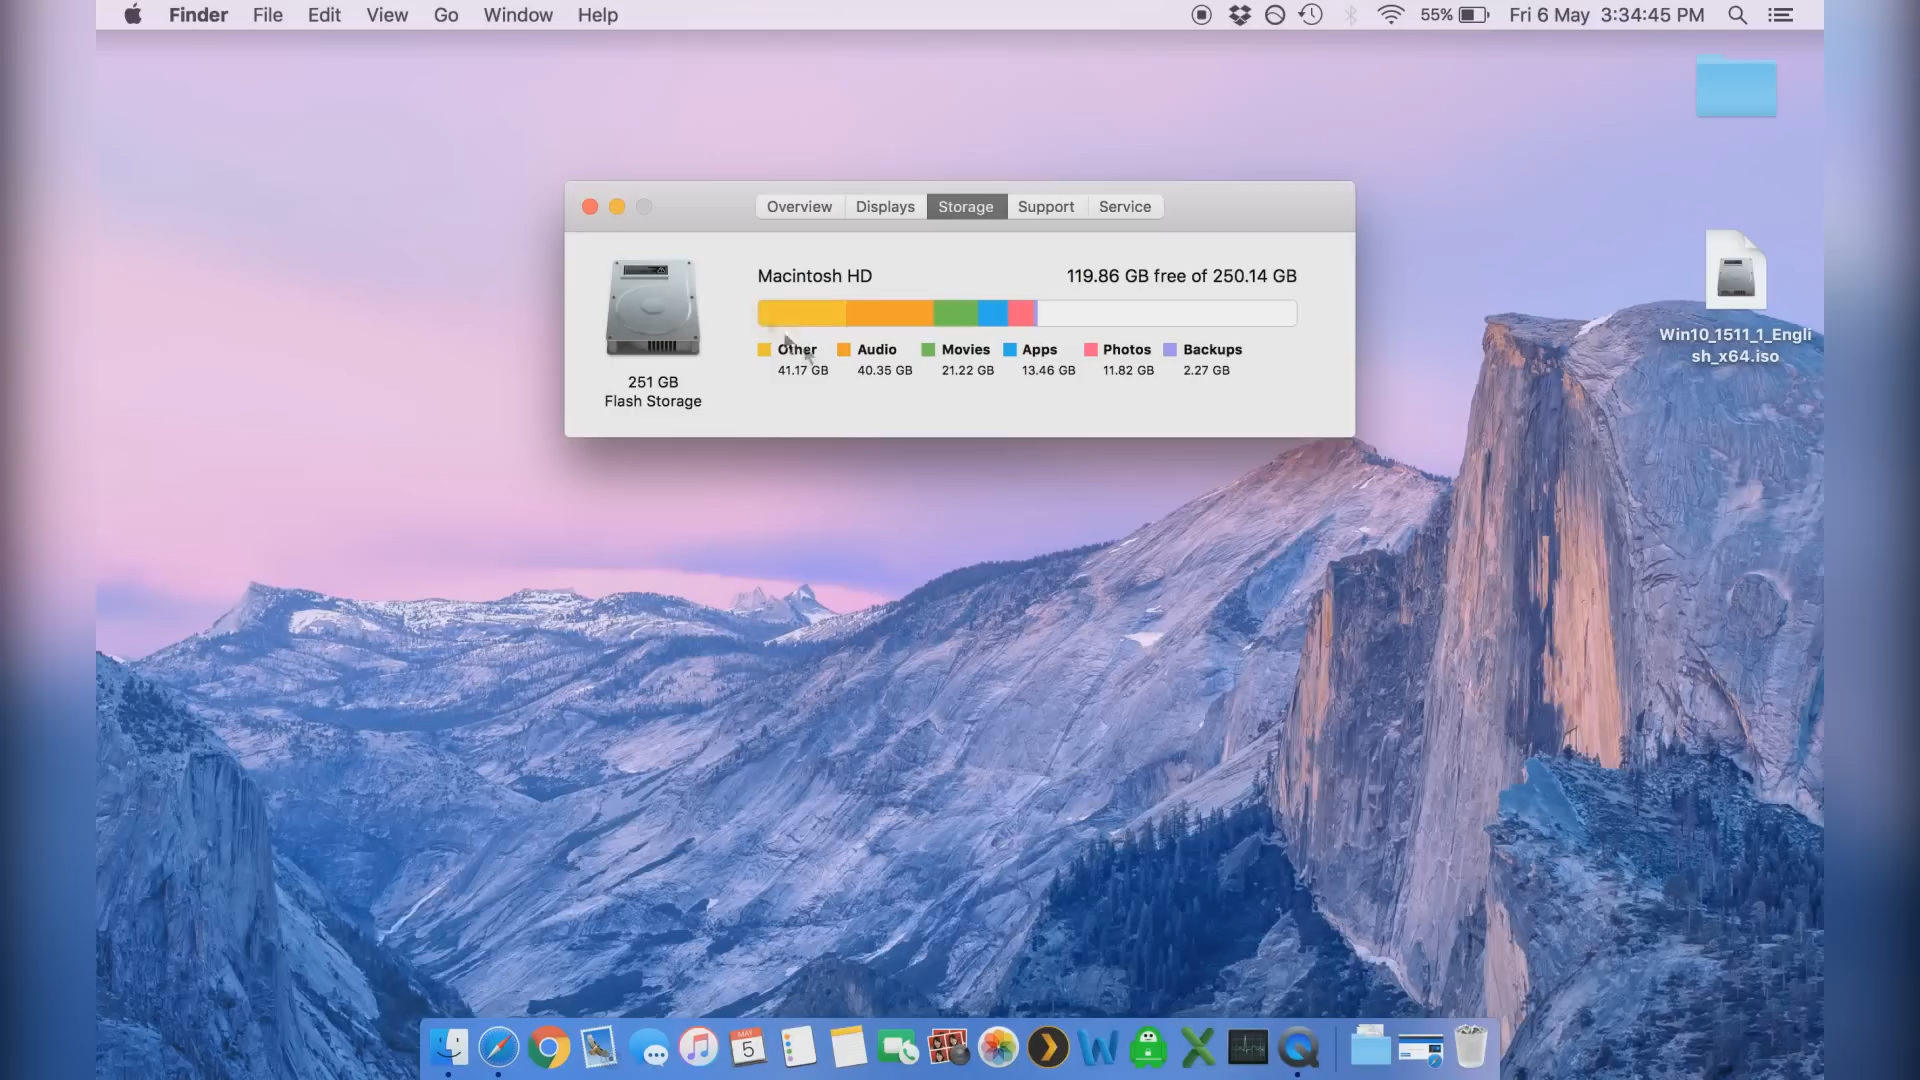 Finder File Edit View Go Window Help 55% Fri 6 May 3:34:45 PM
Overview Displays Storage Support Service
Macintosh HD 119.86 GB free of 250.14 GB
Other Audio Movies Apps Photos Backups
41.17 GB 40.35 GB 21.22 GB 13.46 GB 11.82 GB 2.27 GB
251 GB
Flash Storage
Win10_1511_1_Engli
sh_x64.iso
MAY
5